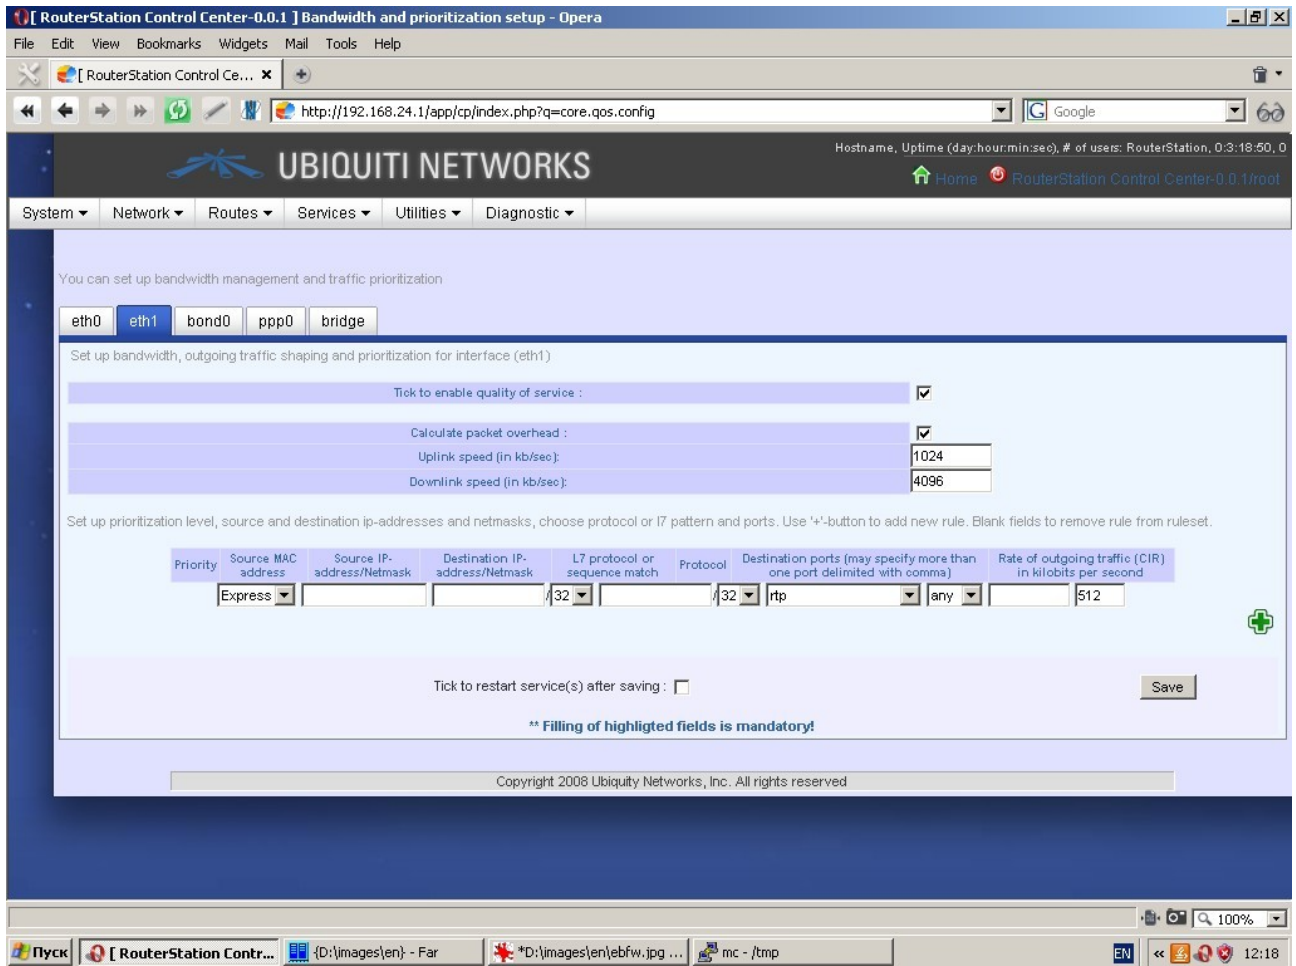 [ RouterStation Control Center-0.0.1 ] Bandwidth and prioritization setup - Opera
File Edit View Bookmarks Widgets Mail Tools Help
[ RouterStation Control Ce...
http://192.168.24.1/app/cp/index.php?q=core.qos.config Google
Hostname, Uptime (day:hour:min:sec), # of users: RouterStation, 0:3:18:50, 0
UBIQUITI NETWORKS
Home RouterStation Control Center-0.0.1/root
System Network Routes Services Utilities Diagnostic
You can set up bandwidth management and traffic prioritization
eth0 eth1 bond0 ppp0 bridge
Set up bandwidth, outgoing traffic shaping and prioritization for interface (eth1)
Tick to enable quality of service :
Calculate packet overhead :
Uplink speed (in kb/sec): 1024
Downlink speed (in kb/sec): 4096
Set up prioritization level, source and destination ip-addresses and netmasks, choose protocol or l7 pattern and ports. Use '+'-button to add new rule. Blank fields to remove rule from ruleset.
Priority Source MAC address Source IP-address/Netmask Destination IP-address/Netmask L7 protocol or sequence match Protocol Destination ports (may specify more than one port delimited with comma) Rate of outgoing traffic (CIR) in kilobits per second
Express /32 /32 rtp any 512
Tick to restart service(s) after saving : Save
** Filling of highligted fields is mandatory!
Copyright 2008 Ubiquity Networks, Inc. All rights reserved
100%
Пуск [ RouterStation Contr... {D:\images\en} - Far *D:\images\en\ebfw.jpg ... mc - /tmp EN « 12:18